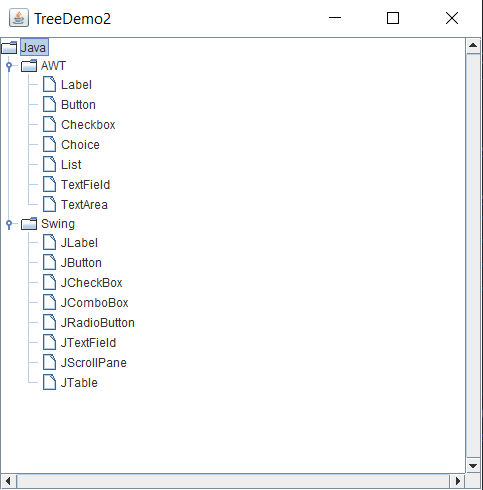 TreeDemo2
Java
AWT
Label
Button
Checkbox
Choice
List
TextField
TextArea
Swing
JLabel
JButton
JCheckBox
JComboBox
JRadioButton
JTextField
JScrollPane
JTable